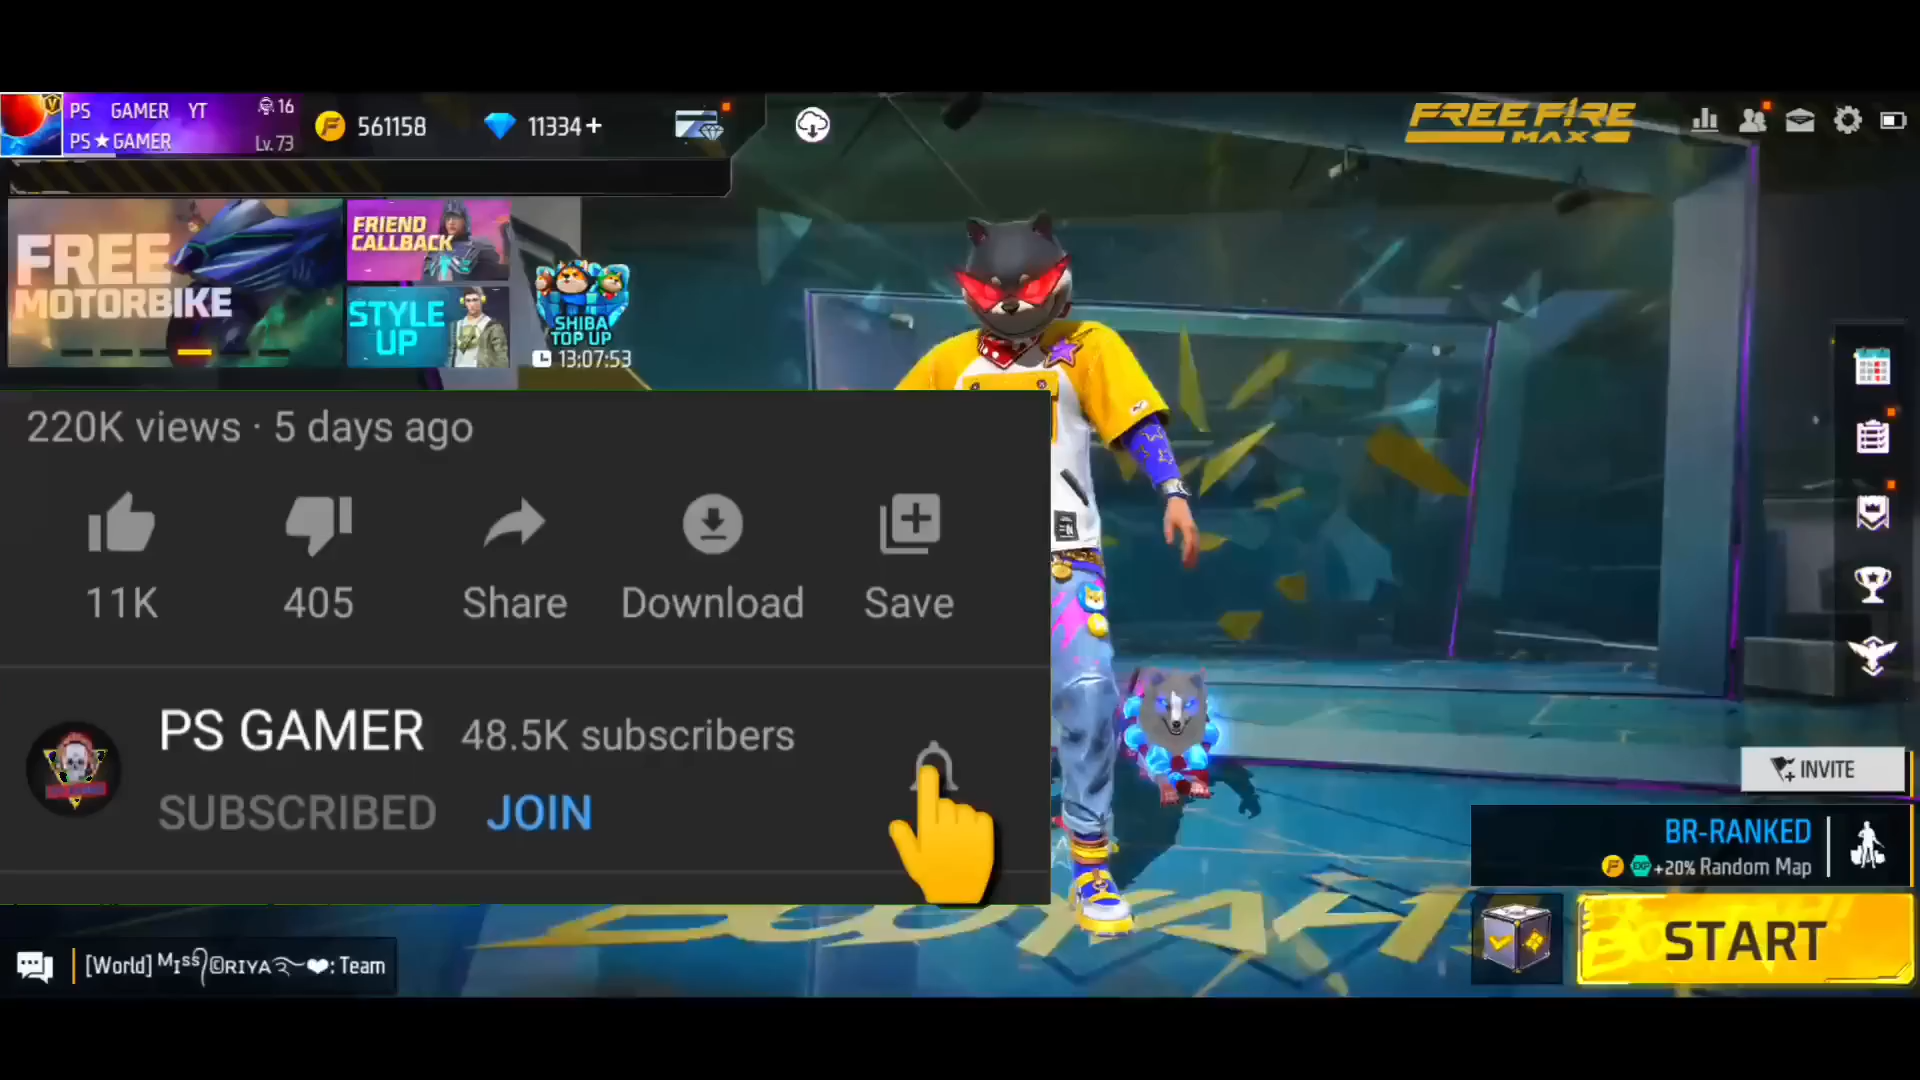 PS GAMER YT
16
PS★GAMER
Lv. 73
561158
11334+
FREE FIRE
MAX
FREE
MOTORBIKE
FRIEND
CALLBACK
STYLE
UP
SHIBA
TOP UP
13:07:53
220K views · 5 days ago
11K
405
Share
Download
Save
PS GAMER
48.5K subscribers
SUBSCRIBED
JOIN
INVITE
BR-RANKED
EXP +20% Random Map
START
BOOYAH!
[World] : Team